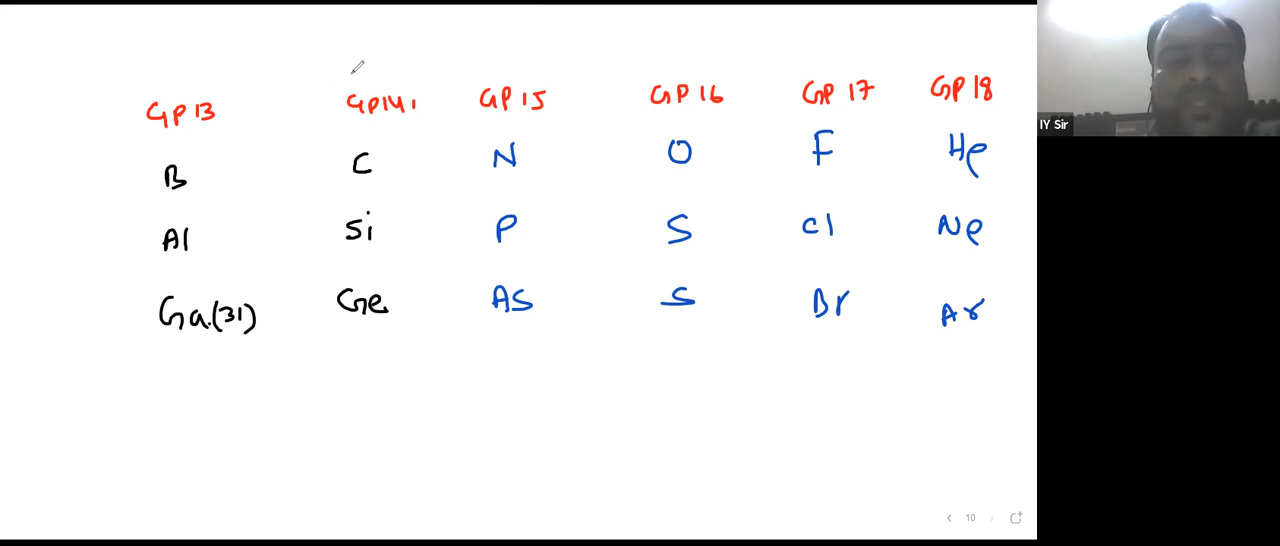 GP 13 GP 14 GP 15 GP 16 GP 17 GP 18
B C N O F He
Al Si P S Cl Ne
Ga.(31) Ge AS S Br Ar
IY Sir
10